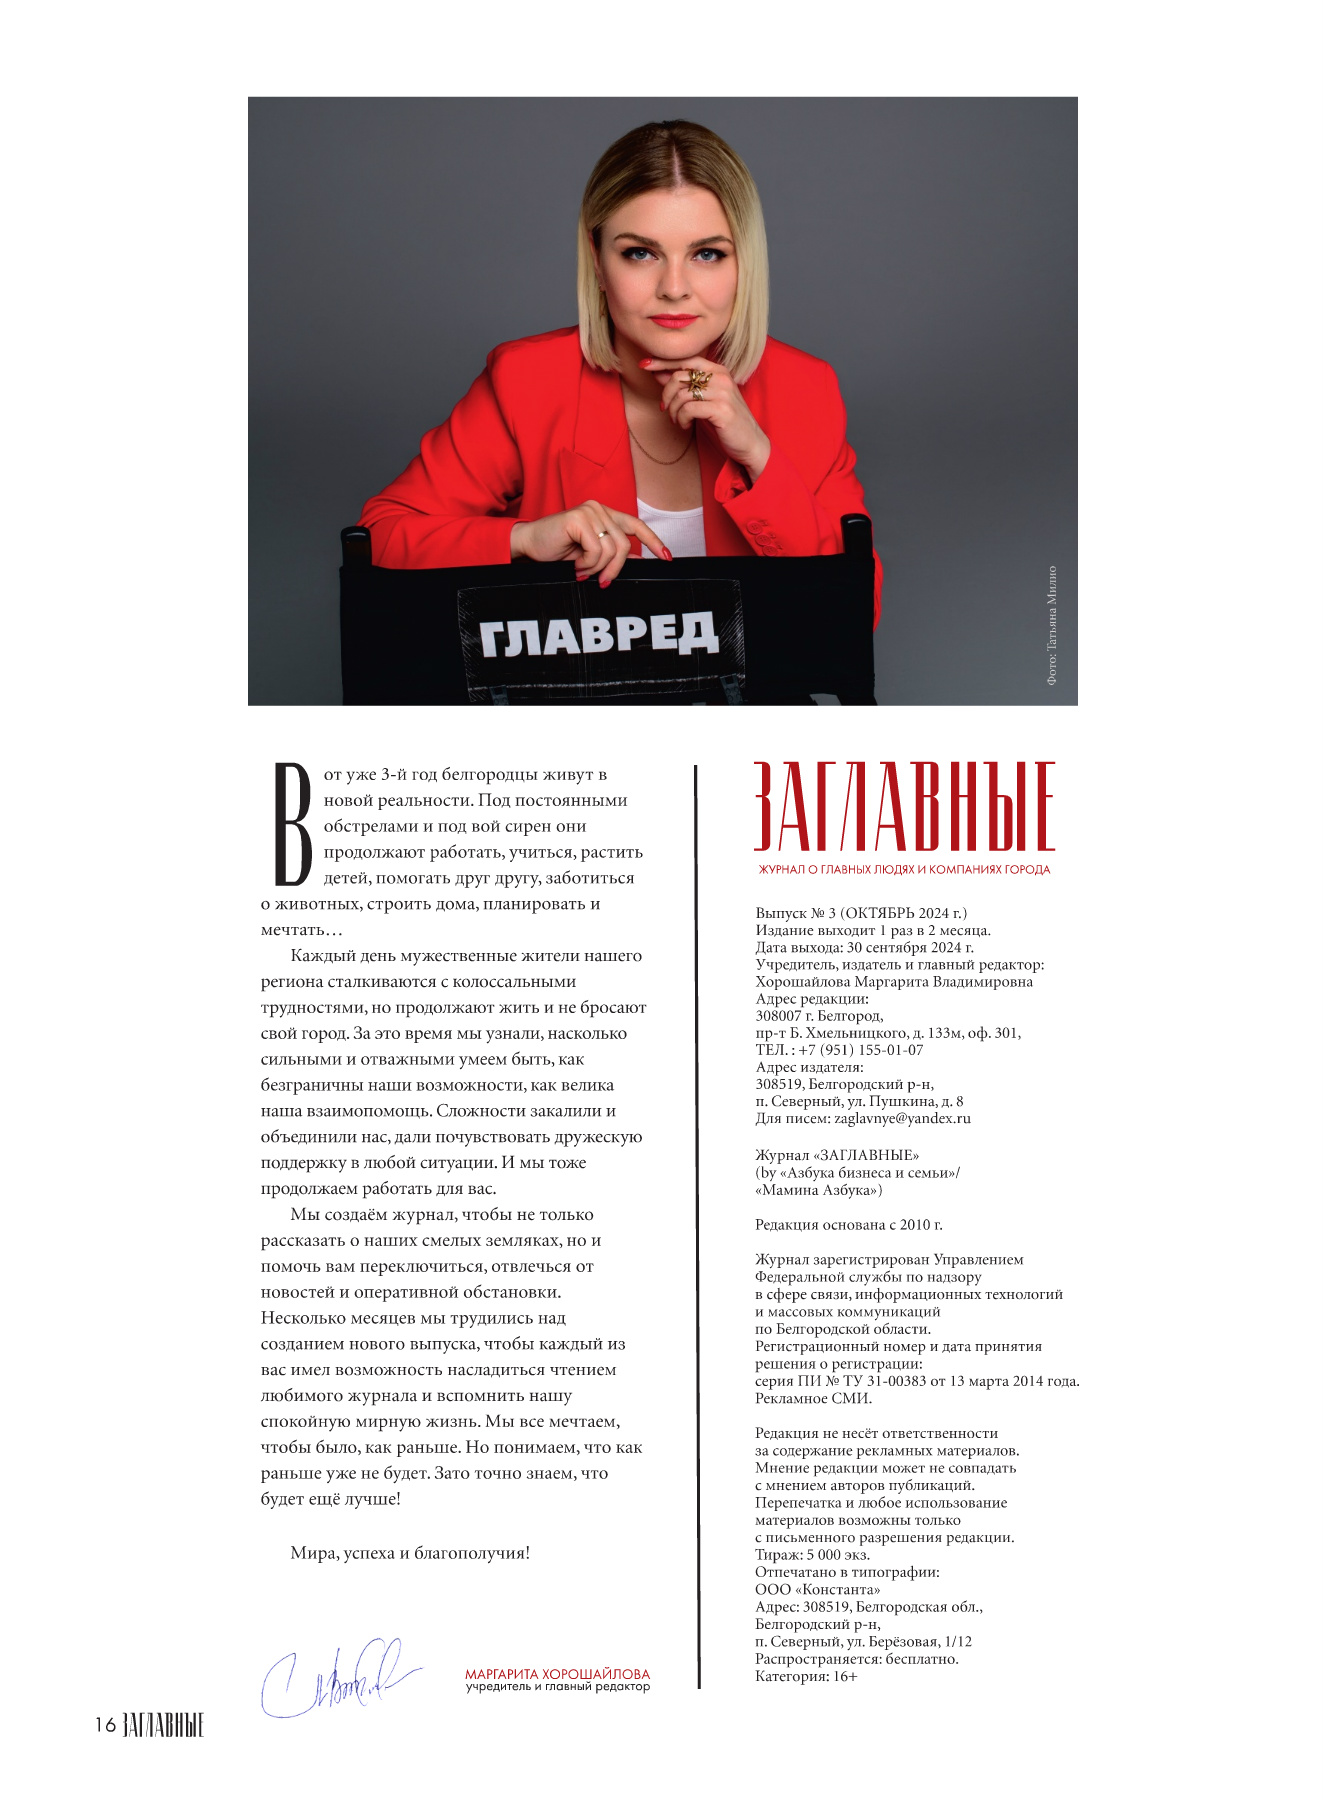 Фото: Татьяна Милио
ГЛАВРЕД
Вот уже 3-й год белгородцы живут в
новой реальности. Под постоянными
обстрелами и под вой сирен они
продолжают работать, учиться, растить
детей, помогать друг другу, заботиться
о животных, строить дома, планировать и
мечтать…
Каждый день мужественные жители нашего
региона сталкиваются с колоссальными
трудностями, но продолжают жить и не бросают
свой город. За это время мы узнали, насколько
сильными и отважными умеем быть, как
безграничны наши возможности, как велика
наша взаимопомощь. Сложности закалили и
объединили нас, дали почувствовать дружескую
поддержку в любой ситуации. И мы тоже
продолжаем работать для вас.
Мы создаём журнал, чтобы не только
рассказать о наших смелых земляках, но и
помочь вам переключиться, отвлечься от
новостей и оперативной обстановки.
Несколько месяцев мы трудились над
созданием нового выпуска, чтобы каждый из
вас имел возможность насладиться чтением
любимого журнала и вспомнить нашу
спокойную мирную жизнь. Мы все мечтаем,
чтобы было, как раньше. Но понимаем, что как
раньше уже не будет. Зато точно знаем, что
будет ещё лучше!
Мира, успеха и благополучия!
МАРГАРИТА ХОРОШАЙЛОВА
учредитель и главный редактор
ЗАГЛАВНЫЕ
ЖУРНАЛ О ГЛАВНЫХ ЛЮДЯХ И КОМПАНИЯХ ГОРОДА
Выпуск № 3 (ОКТЯБРЬ 2024 г.)
Издание выходит 1 раз в 2 месяца.
Дата выхода: 30 сентября 2024 г.
Учредитель, издатель и главный редактор:
Хорошайлова Маргарита Владимировна
Адрес редакции:
308007 г. Белгород,
пр-т Б. Хмельницкого, д. 133м, оф. 301,
ТЕЛ. : +7 (951) 155-01-07
Адрес издателя:
308519, Белгородский р-н,
п. Северный, ул. Пушкина, д. 8
Для писем: zaglavnye@yandex.ru
Журнал «ЗАГЛАВНЫЕ»
(by «Азбука бизнеса и семьи»/
«Мамина Азбука»)
Редакция основана с 2010 г.
Журнал зарегистрирован Управлением
Федеральной службы по надзору
в сфере связи, информационных технологий
и массовых коммуникаций
по Белгородской области.
Регистрационный номер и дата принятия
решения о регистрации:
серия ПИ № ТУ 31-00383 от 13 марта 2014 года.
Рекламное СМИ.
Редакция не несёт ответственности
за содержание рекламных материалов.
Мнение редакции может не совпадать
с мнением авторов публикаций.
Перепечатка и любое использование
материалов возможны только
с письменного разрешения редакции.
Тираж: 5 000 экз.
Отпечатано в типографии:
ООО «Константа»
Адрес: 308519, Белгородская обл.,
Белгородский р-н,
п. Северный, ул. Берёзовая, 1/12
Распространяется: бесплатно.
Категория: 16+
16 ЗАГЛАВНЫЕ